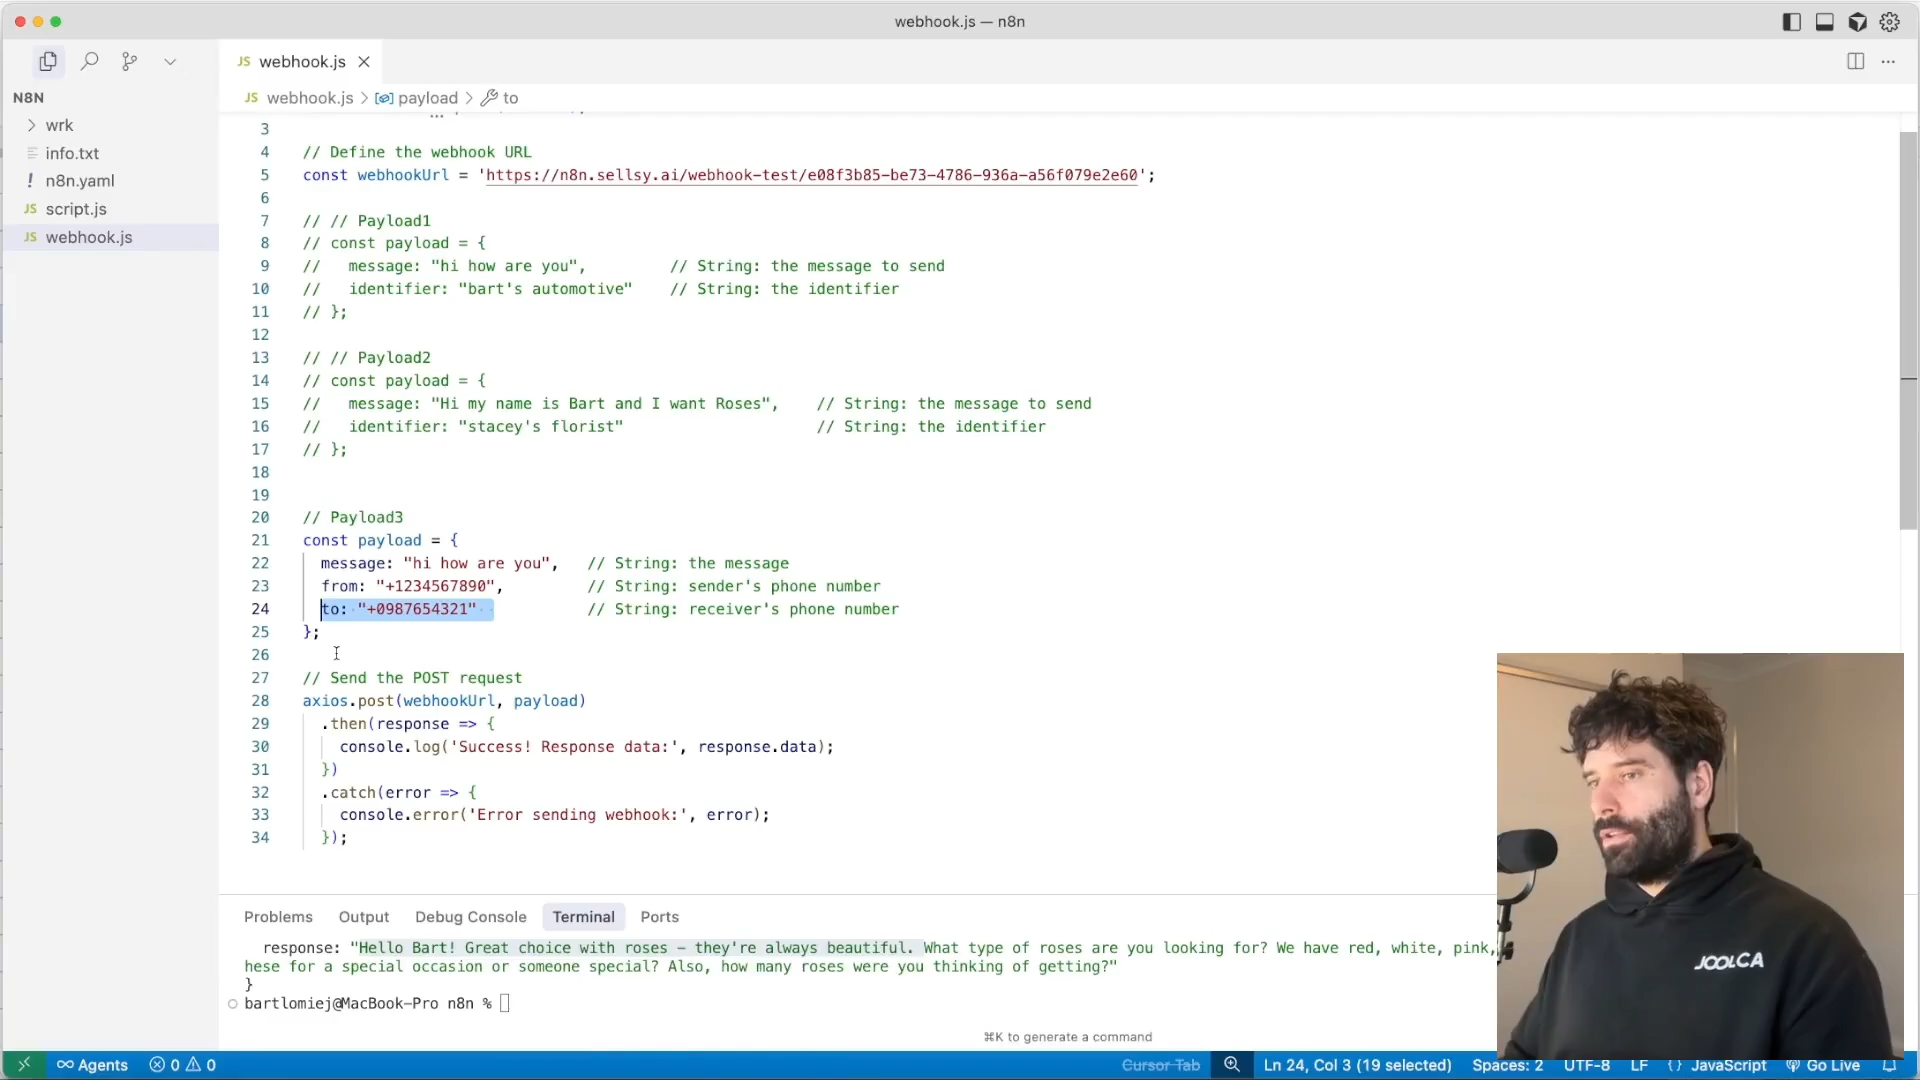 webhook.js — n8n
JS webhook.js
N8N
JS webhook.js > payload > to
wrk
info.txt
! n8n.yaml
JS script.js
JS webhook.js
3
4 // Define the webhook URL
5 const webhookUrl = 'https://n8n.sellsy.ai/webhook-test/e08f3b85-be73-4786-936a-a56f079e2e60';
6
7 // // Payload1
8 // const payload = {
9 //   message: "hi how are you",         // String: the message to send
10 //   identifier: "bart's automotive"    // String: the identifier
11 // };
12
13 // // Payload2
14 // const payload = {
15 //   message: "Hi my name is Bart and I want Roses",    // String: the message to send
16 //   identifier: "stacey's florist"                     // String: the identifier
17 // };
18
19
20 // Payload3
21 const payload = {
22 message: "hi how are you",   // String: the message
23 from: "+1234567890",         // String: sender's phone number
24 to: "+0987654321"            // String: receiver's phone number
25 };
26
27 // Send the POST request
28 axios.post(webhookUrl, payload)
29 .then(response => {
30 console.log('Success! Response data:', response.data);
31 })
32 .catch(error => {
33 console.error('Error sending webhook:', error);
34 });
Problems Output Debug Console Terminal Ports
response: "Hello Bart! Great choice with roses – they're always beautiful. What type of roses are you looking for? We have red, white, pink,
hese for a special occasion or someone special? Also, how many roses were you thinking of getting?"
}
bartlomiej@MacBook-Pro n8n %
⌘K to generate a command
JOOLCA
Agents 0 0 Cursor Tab Ln 24, Col 3 (19 selected) Spaces: 2 UTF-8 LF {} JavaScript Go Live